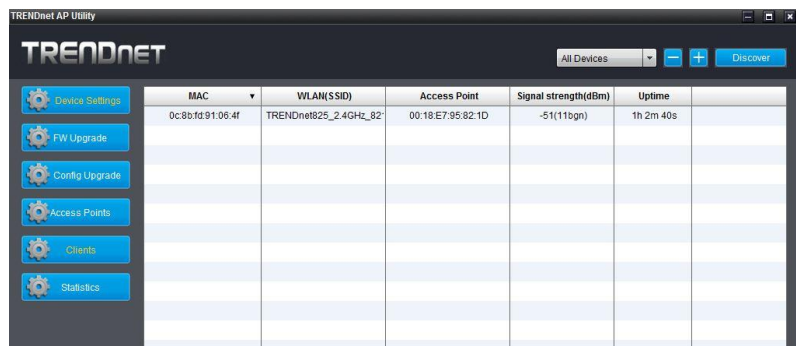 TRENDnet AP Utility
TRENDnet
All Devices
Discover
Device Settings
FW Upgrade
Config Upgrade
Access Points
Clients
Statistics
MAC WLAN(SSID) Access Point Signal strength(dBm) Uptime
0c:8b:fd:91:06:4f TRENDnet825_2.4GHz_82 00:18:E7:95:82:1D -51(11bgn) 1h 2m 40s